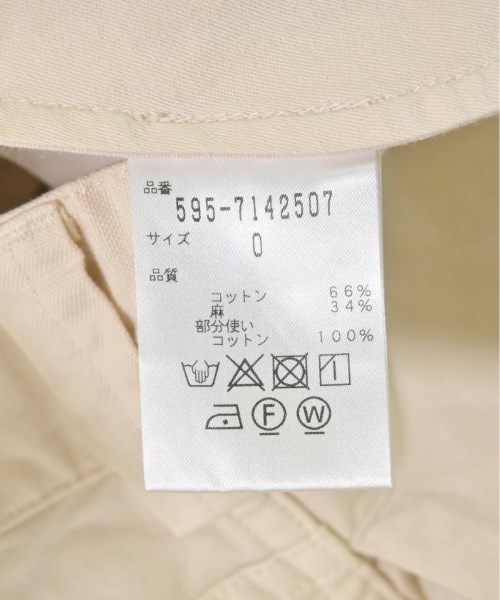 品番
595-7142507
サイズ
0
品質
コットン 66%
麻 34%
部分使い
コットン 100%
F W